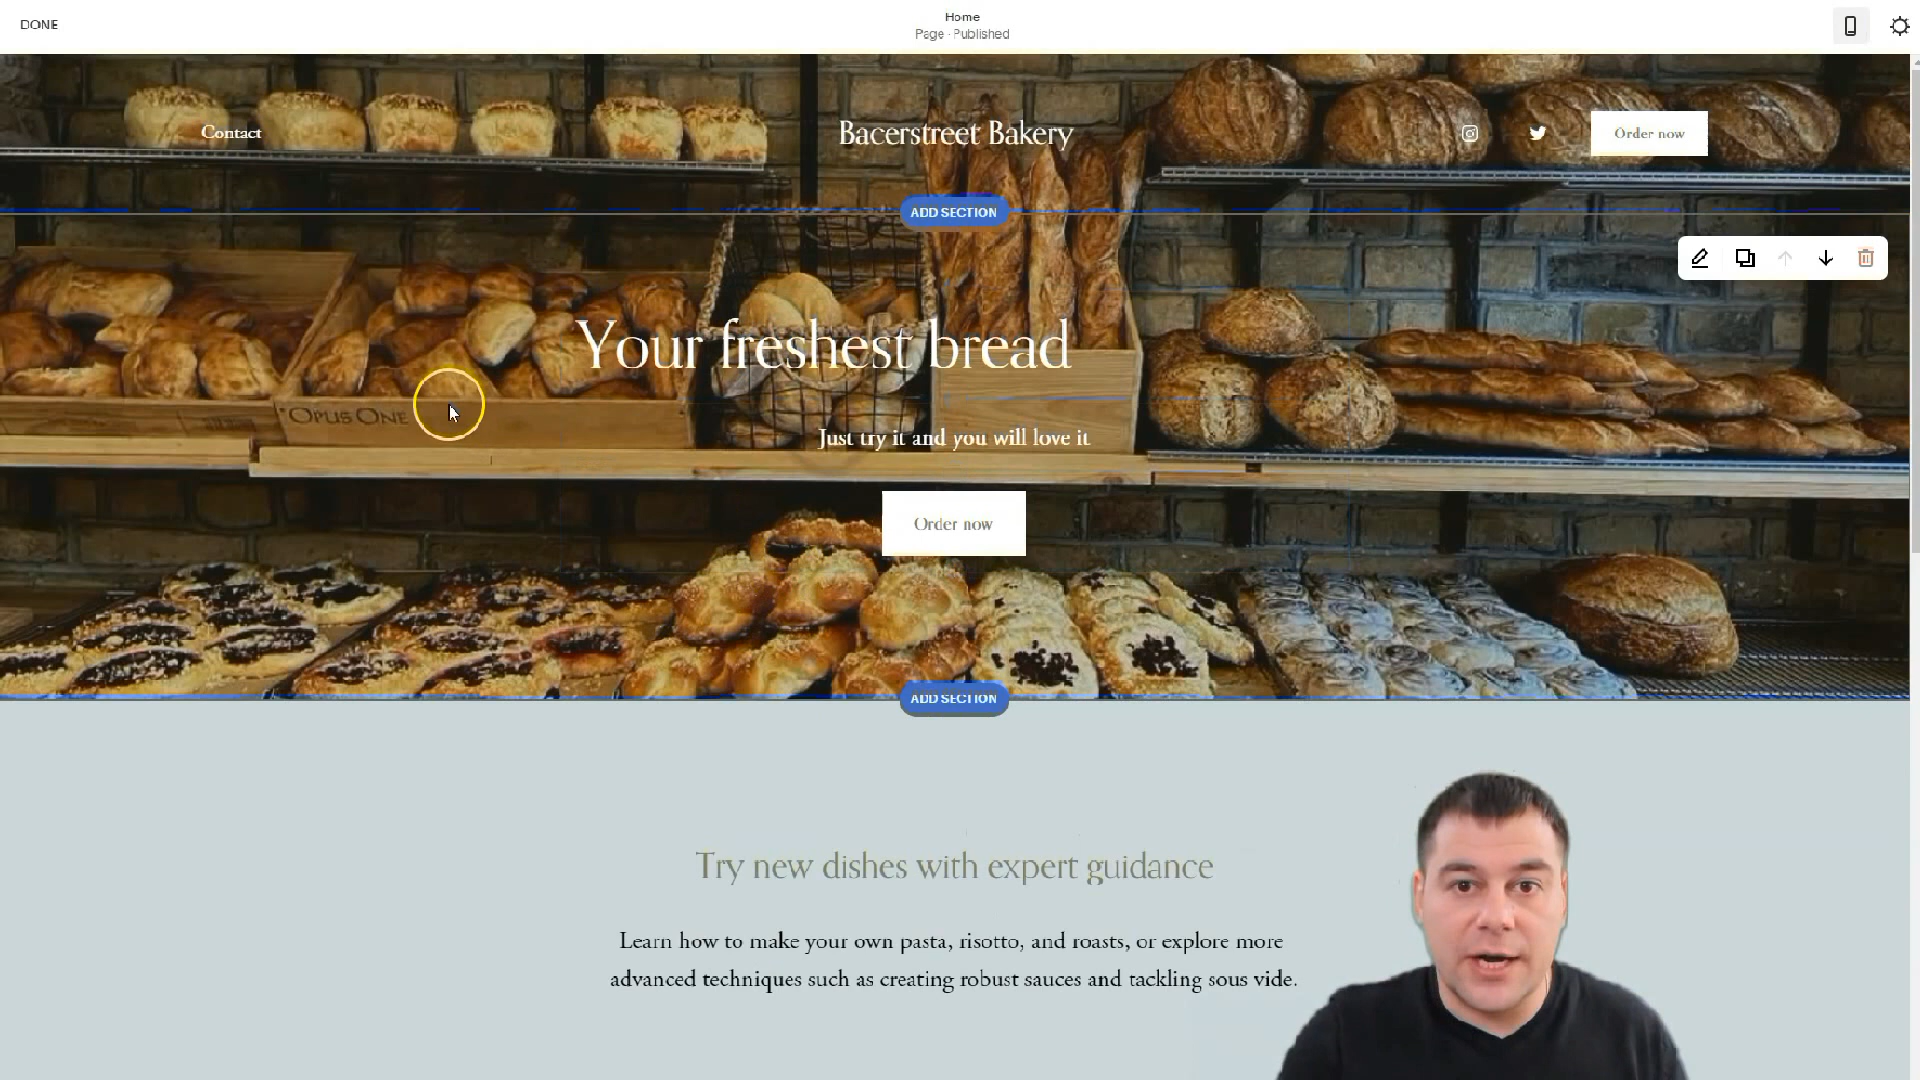 DONE
Home
Page · Published
Contact
Bacerstreet Bakery
Order now
ADD SECTION
Your freshest bread
OPUS ONE
Just try it and you will love it
Order now
ADD SECTION
Try new dishes with expert guidance
Learn how to make your own pasta, risotto, and roasts, or explore more
advanced techniques such as creating robust sauces and tackling sous vide.